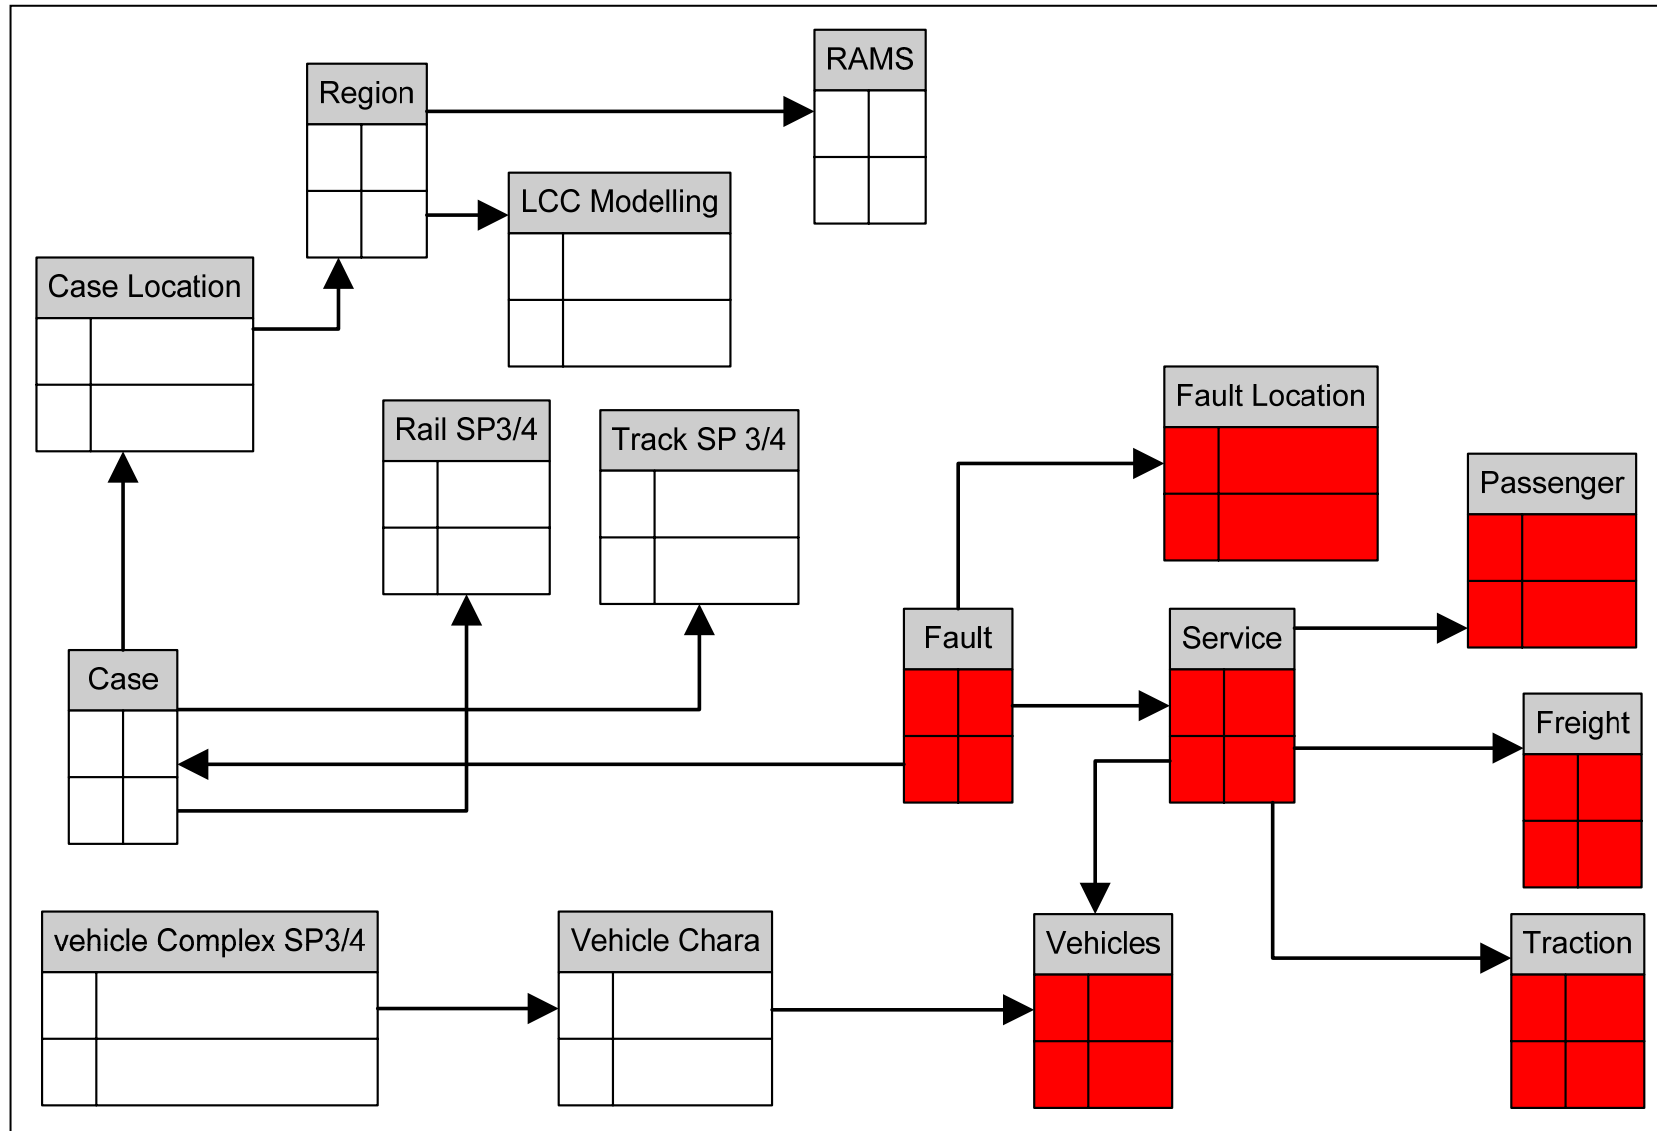 RAMS
Region
LCC Modelling
Case Location
Fault Location
Rail SP3/4
Track SP 3/4
Passenger
Fault
Service
Case
Freight
vehicle Complex SP3/4
Vehicle Chara
Vehicles
Traction